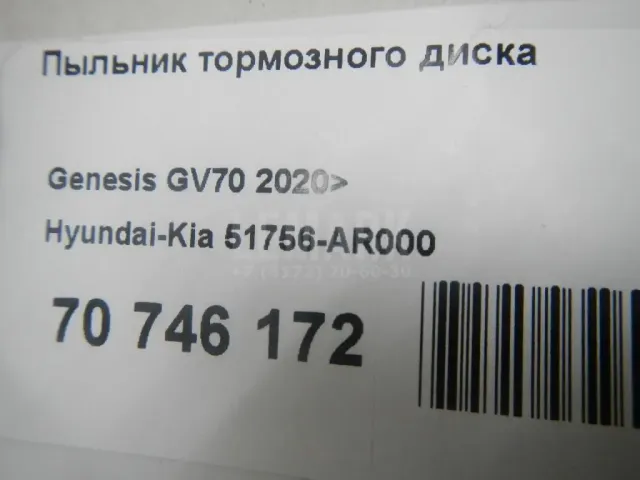 Пыльник тормозного диска
Genesis GV70 2020>
Hyundai-Kia 51756-AR000
70 746 172